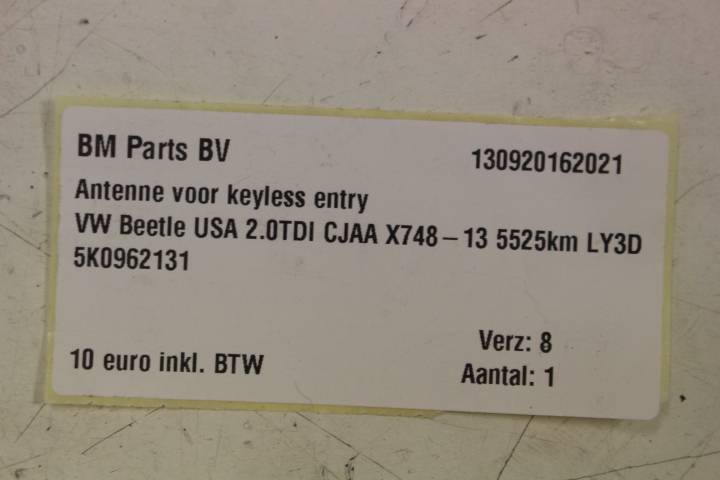 BM Parts BV 130920162021
Antenne voor keyless entry
VW Beetle USA 2.0TDI CJAA X748-13 5525km LY3D
5K0962131
Verz: 8
10 euro inkl. BTW Aantal: 1